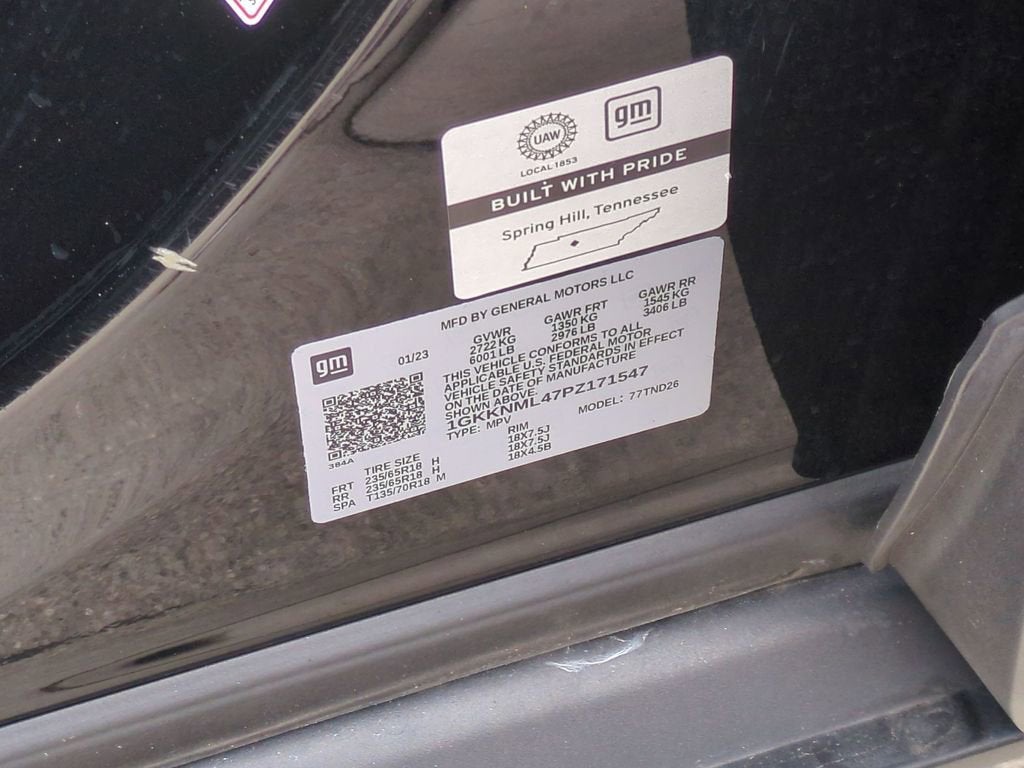 UAW
gm
LOCAL 1853
BUILT WITH PRIDE
Spring Hill, Tennessee
MFD BY GENERAL MOTORS LLC
gm
01/23
GVWR
GAWR FRT
GAWR RR
2722 KG
1350 KG
1545 KG
6001 LB
2976 LB
3406 LB
THIS VEHICLE CONFORMS TO ALL
APPLICABLE U.S. FEDERAL MOTOR
VEHICLE SAFETY STANDARDS IN EFFECT
ON THE DATE OF MANUFACTURE
SHOWN ABOVE.
1GKKNML47PZ171547
TYPE: MPV
MODEL: 77TND26
384A
TIRE SIZE
RIM
FRT 235/65R18 H 18X7.5J
RR 235/65R18 H 18X7.5J
SPA T135/70R18 M 18X4.5B